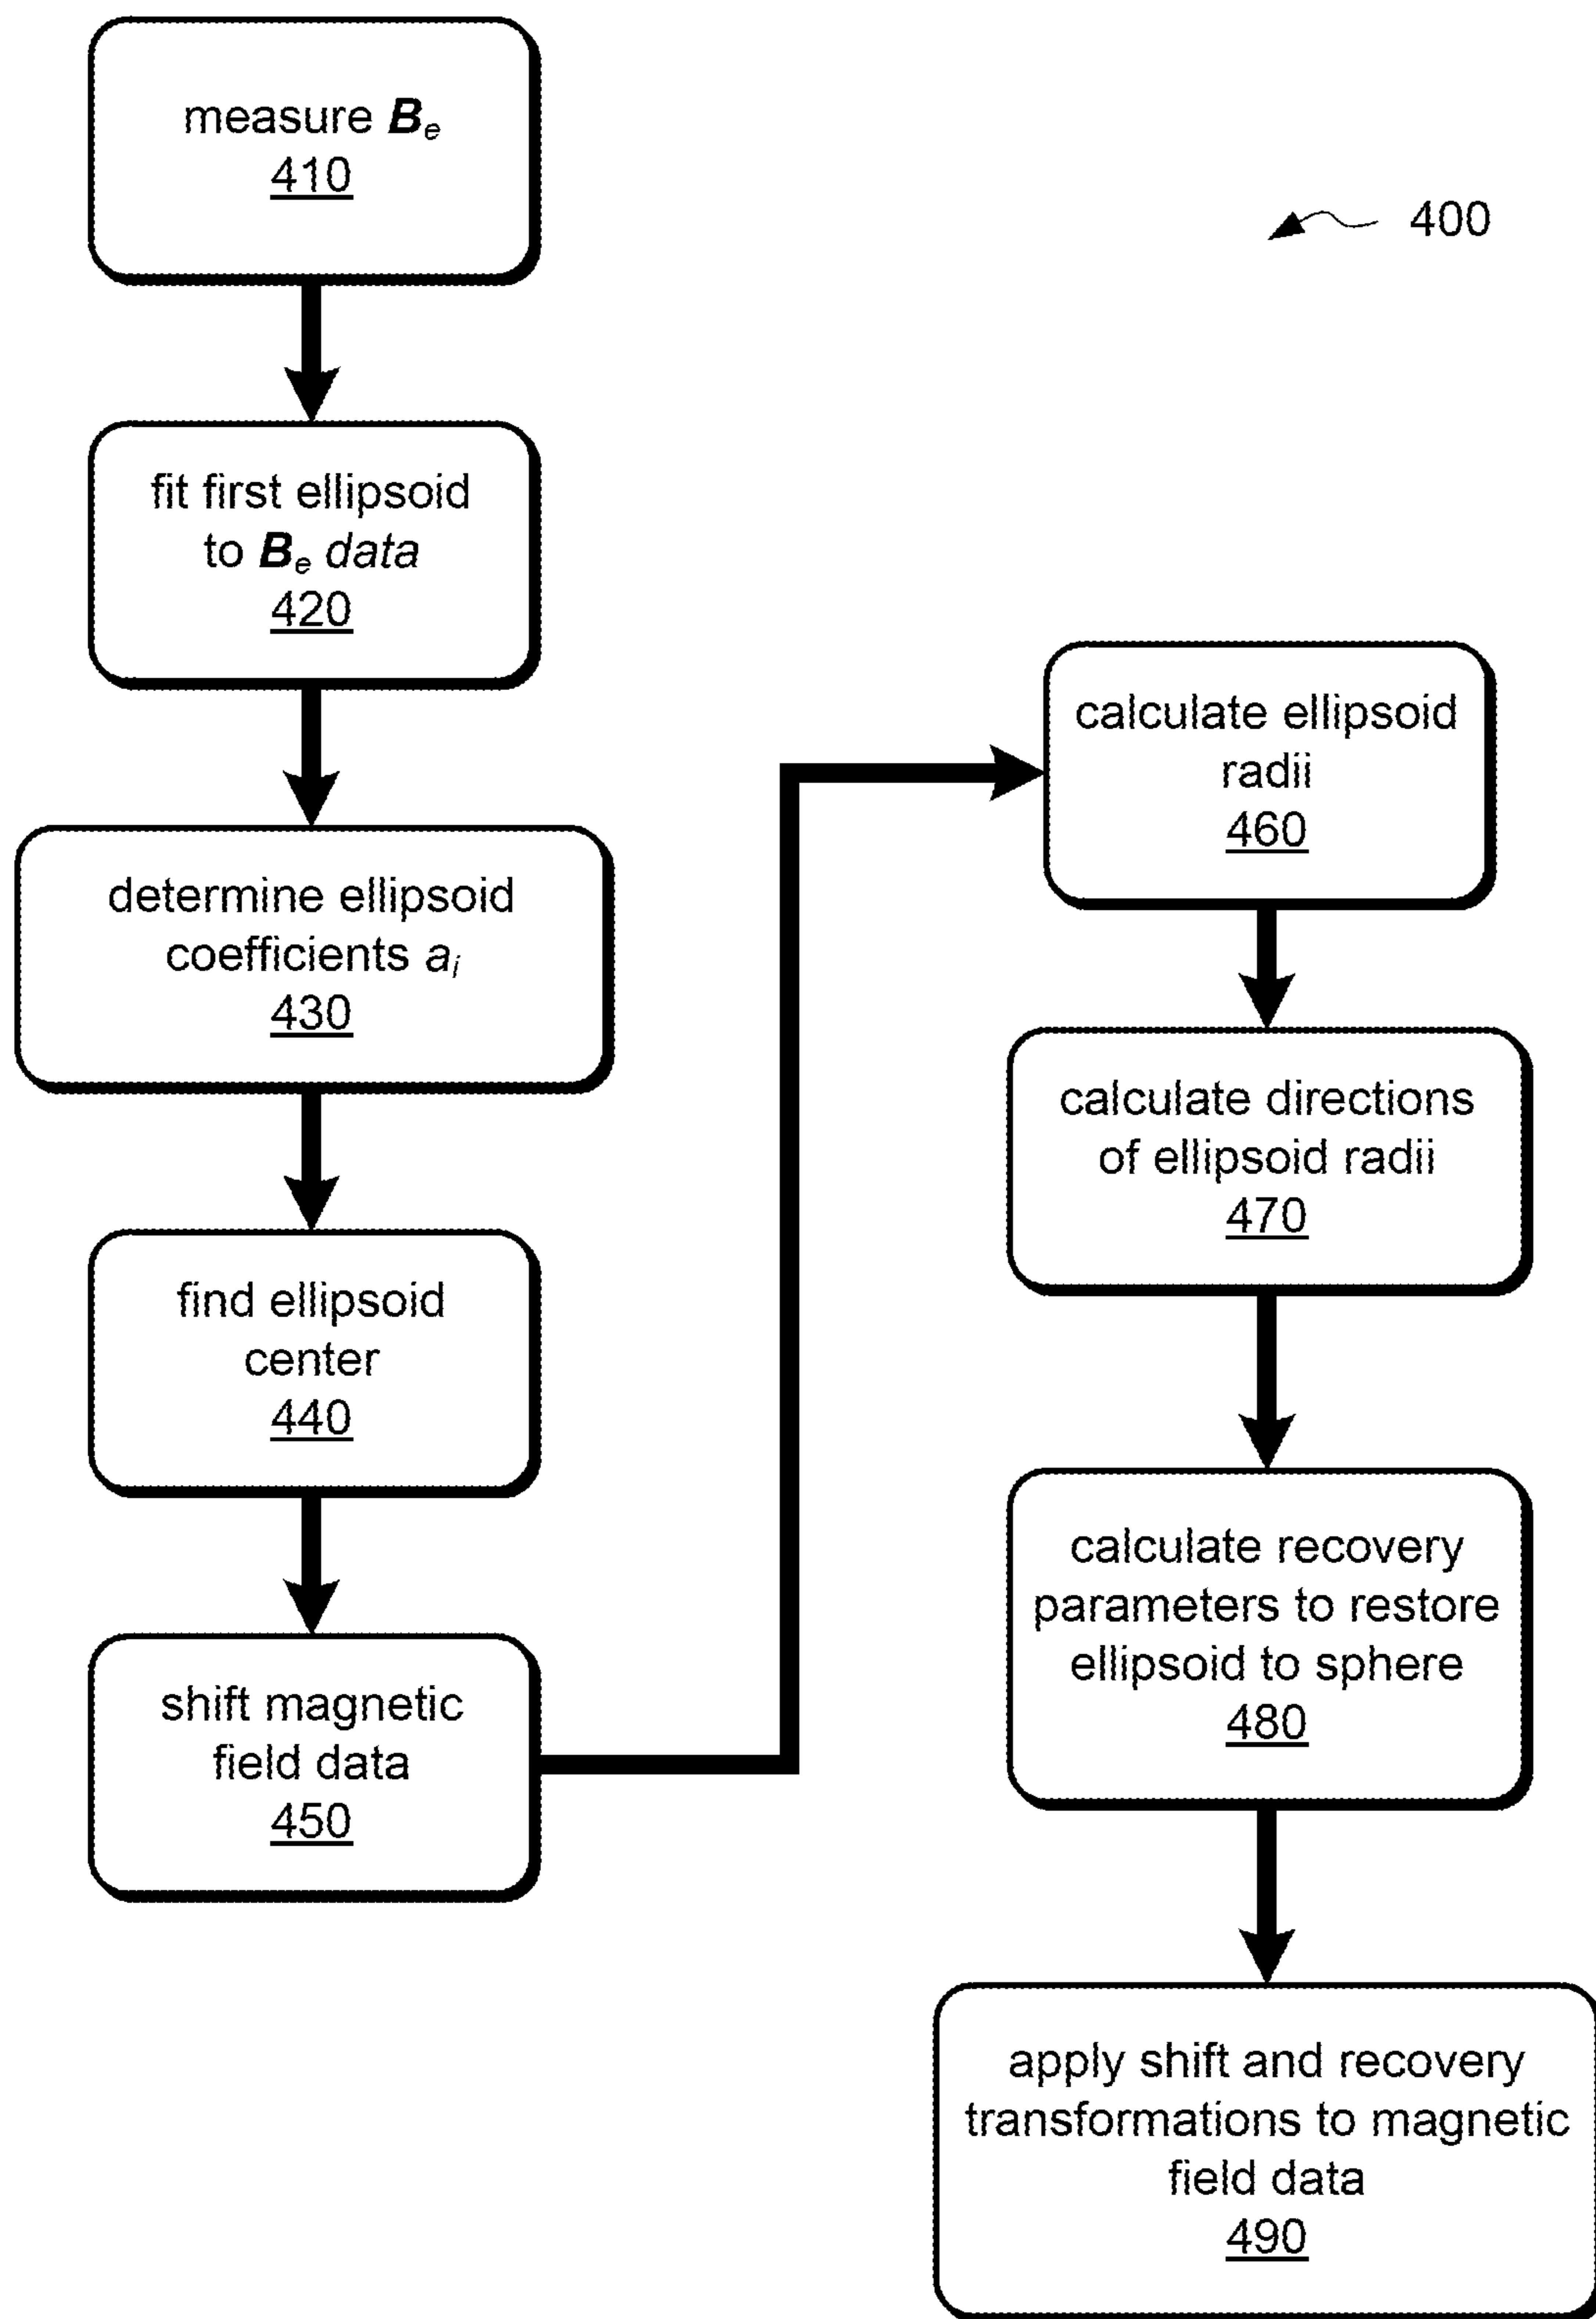 measure Be
410
400
fit first ellipsoid
to Be data
420
determine ellipsoid
coefficients ai
430
find ellipsoid
center
440
shift magnetic
field data
450
calculate ellipsoid
radii
460
calculate directions
of ellipsoid radii
470
calculate recovery
parameters to restore
ellipsoid to sphere
480
apply shift and recovery
transformations to magnetic
field data
490